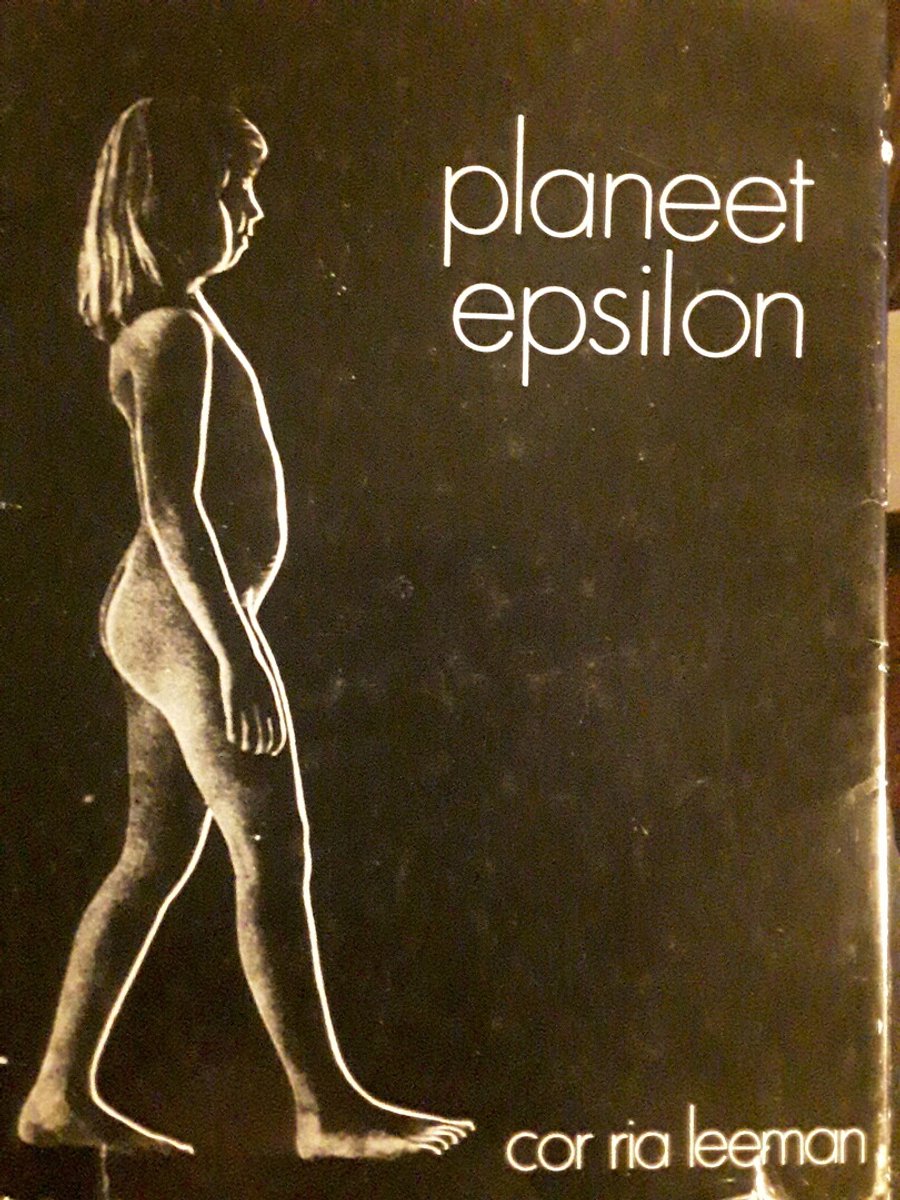 planeet
epsilon
cor ria leeman